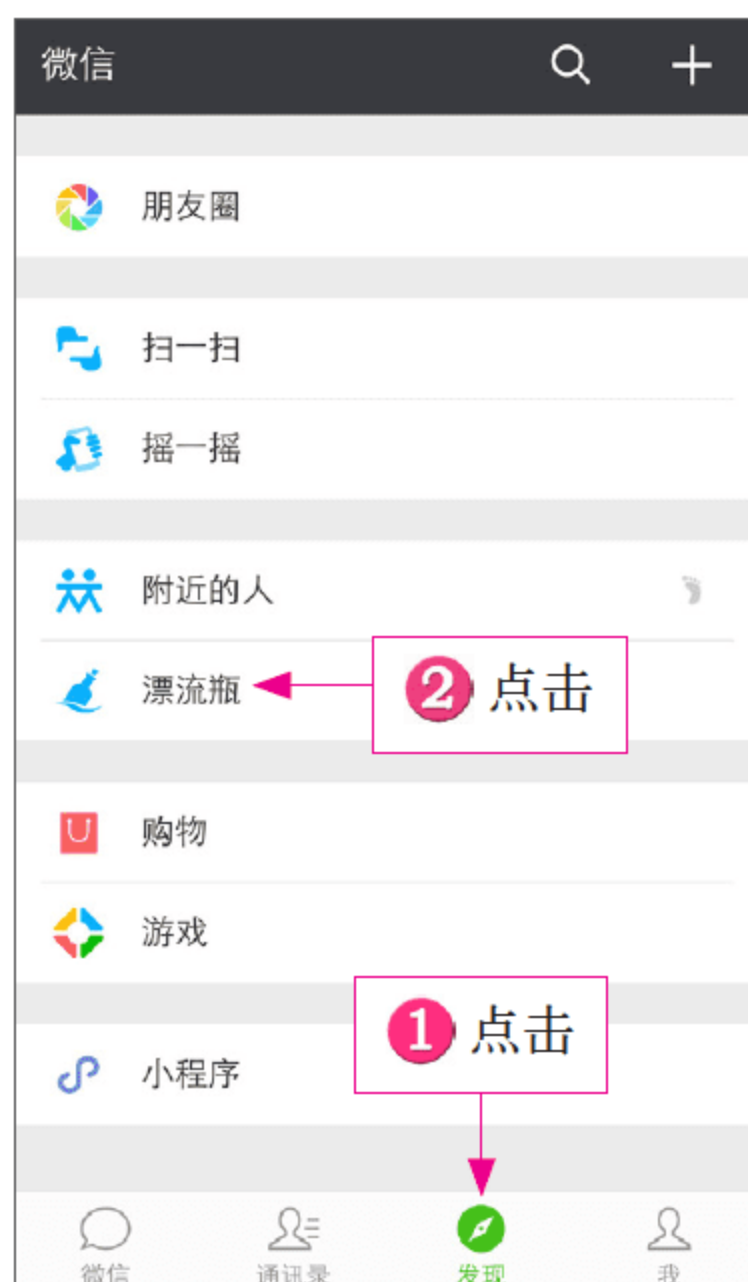 微信
朋友圈
扫一扫
摇一摇
附近的人
漂流瓶
2 点击
购物
游戏
1 点击
小程序
微信 通讯录 发现 我